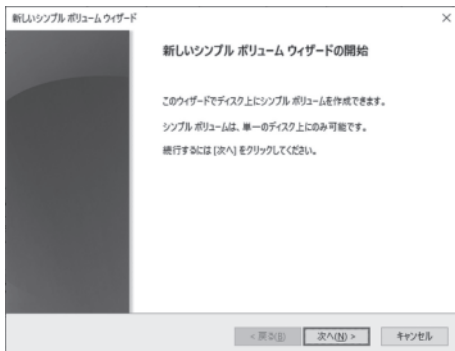 新しいシンプル ボリューム ウィザード
新しいシンプル ボリューム ウィザードの開始
このウィザードでディスク上にシンプル ボリュームを作成できます。
シンプル ボリュームは、単一のディスク上にのみ可能です。
続行するには [次へ] をクリックしてください。
< 戻る(B) 次へ(N) > キャンセル